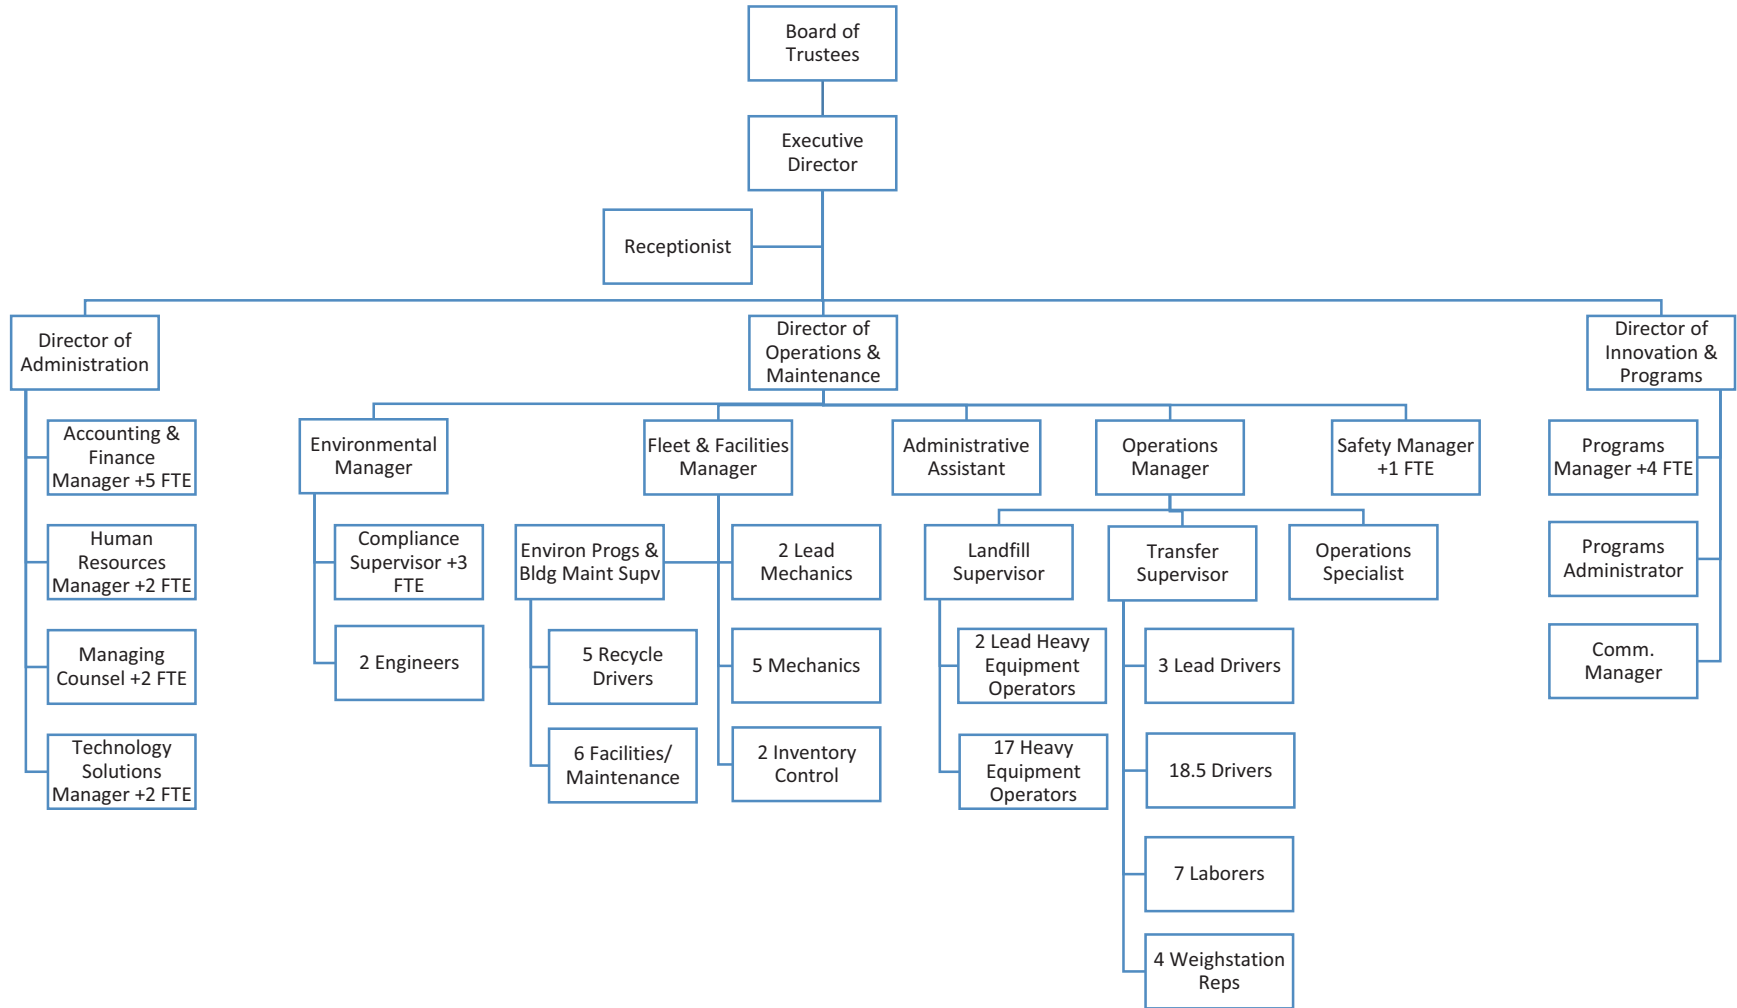 Board of
Trustees
Executive
Director
Receptionist
Director of
Administration
Director of
Operations &
Maintenance
Director of
Innovation &
Programs
Accounting &
Finance
Manager +5 FTE
Human
Resources
Manager +2 FTE
Managing
Counsel +2 FTE
Technology
Solutions
Manager +2 FTE
Environmental
Manager
Compliance
Supervisor +3
FTE
2 Engineers
Fleet & Facilities
Manager
Environ Progs &
Bldg Maint Supv
5 Recycle
Drivers
6 Facilities/
Maintenance
2 Lead
Mechanics
5 Mechanics
2 Inventory
Control
Administrative
Assistant
Operations
Manager
Landfill
Supervisor
2 Lead Heavy
Equipment
Operators
17 Heavy
Equipment
Operators
Transfer
Supervisor
3 Lead Drivers
18.5 Drivers
7 Laborers
4 Weighstation
Reps
Operations
Specialist
Safety Manager
+1 FTE
Programs
Manager +4 FTE
Programs
Administrator
Comm.
Manager